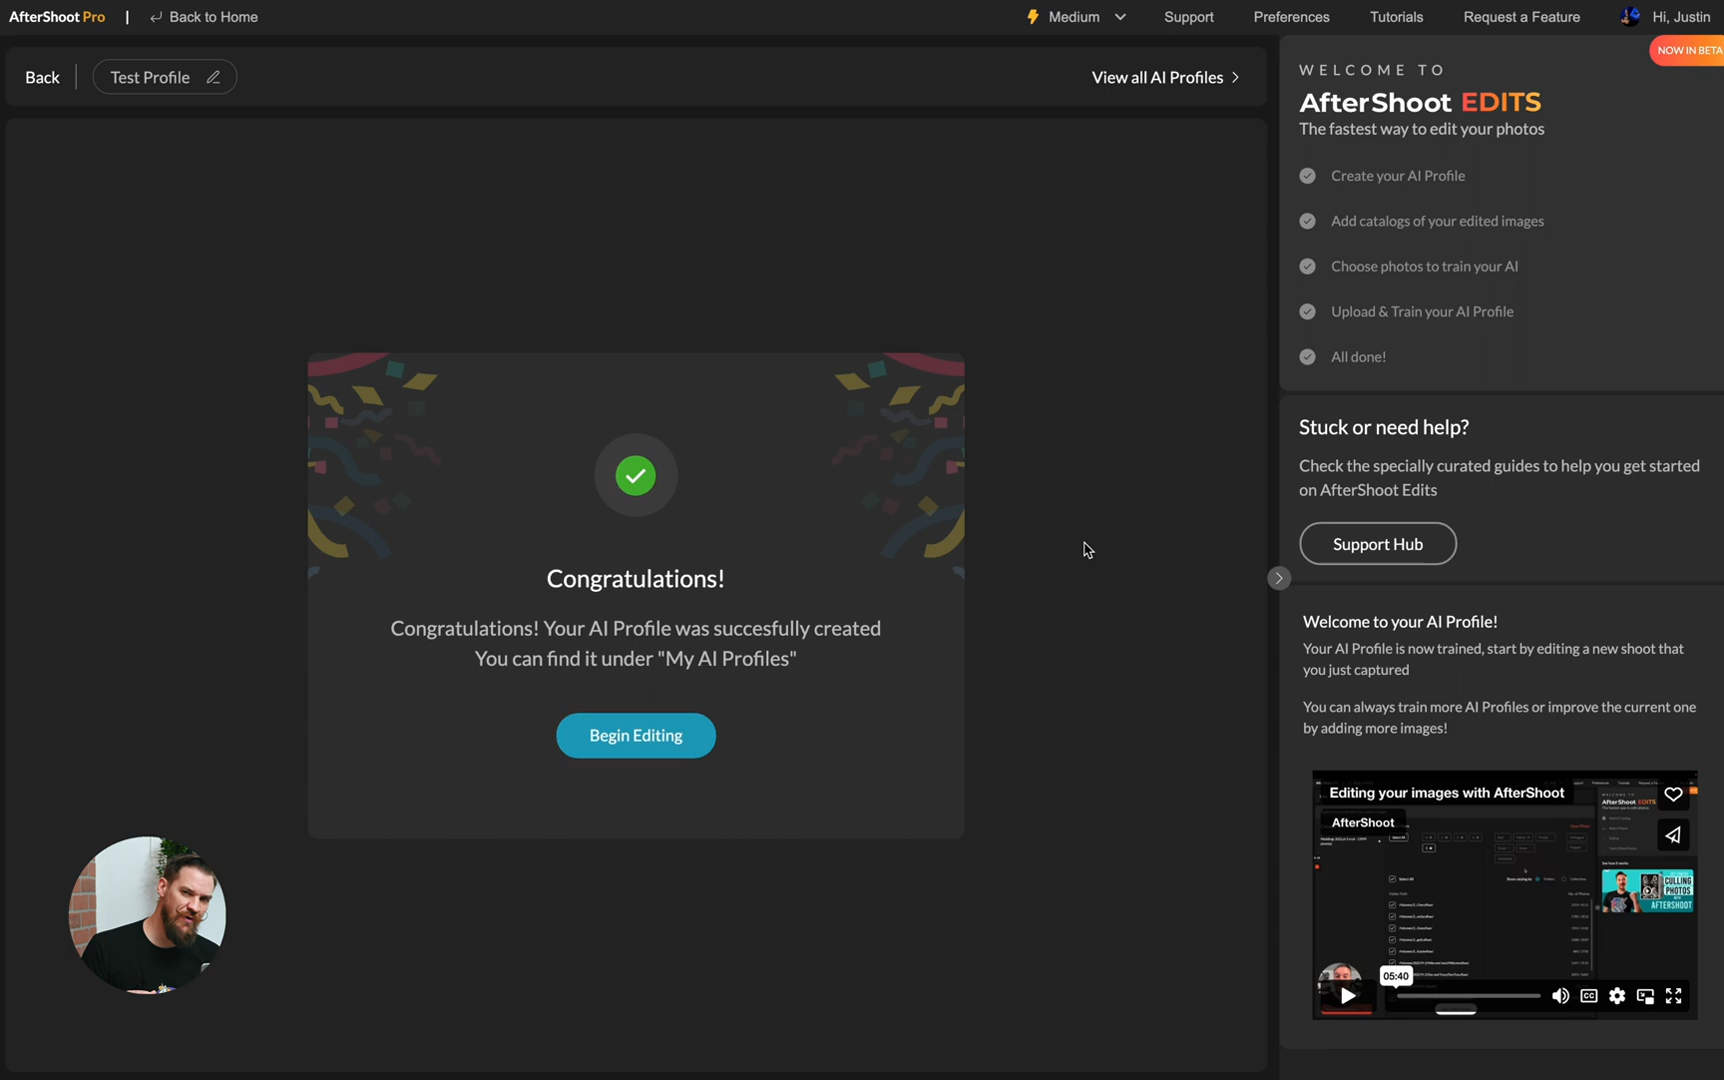 AfterShoot Pro | Back to Home Medium Support Preferences Tutorials Request a Feature Hi, Justin
NOW IN BETA
Back Test Profile View all AI Profiles
WELCOME TO
AfterShoot EDITS
The fastest way to edit your photos
Create your AI Profile
Add catalogs of your edited images
Choose photos to train your AI
Upload & Train your AI Profile
All done!
Congratulations!
Congratulations! Your AI Profile was succesfully created
You can find it under "My AI Profiles"
Begin Editing
Stuck or need help?
Check the specially curated guides to help you get started
on AfterShoot Edits
Support Hub
Welcome to your AI Profile!
Your AI Profile is now trained, start by editing a new shoot that
you just captured
You can always train more AI Profiles or improve the current one
by adding more images!
Editing your images with AfterShoot
AfterShoot
WELCOME TO
AfterShoot EDITS
CULLING
PHOTOS
WITH
AFTERSHOOT
05:40
CC